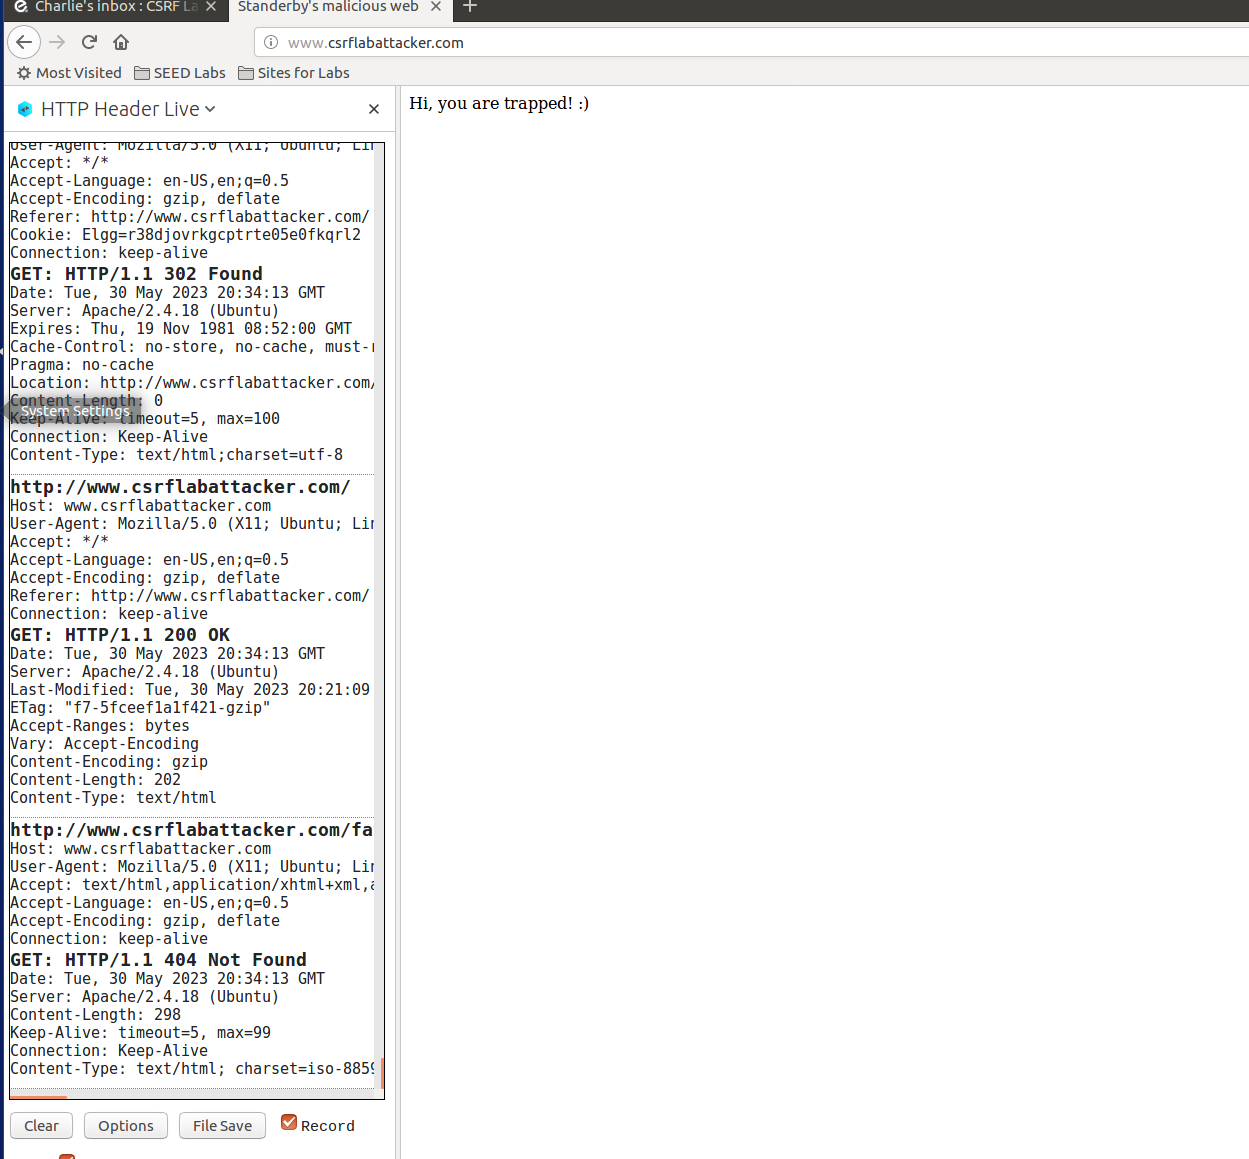 Charlie's inbox : CSRF La
Standerby's malicious web
www.csrflabattacker.com
Most Visited
SEED Labs
Sites for Labs
HTTP Header Live
Hi, you are trapped! :)
User-Agent: Mozilla/5.0 (X11; Ubuntu; Lin
Accept: */*
Accept-Language: en-US,en;q=0.5
Accept-Encoding: gzip, deflate
Referer: http://www.csrflabattacker.com/
Cookie: Elgg=r38djovrkgcptrte05e0fkqrl2
Connection: keep-alive
GET: HTTP/1.1 302 Found
Date: Tue, 30 May 2023 20:34:13 GMT
Server: Apache/2.4.18 (Ubuntu)
Expires: Thu, 19 Nov 1981 08:52:00 GMT
Cache-Control: no-store, no-cache, must-r
Pragma: no-cache
Location: http://www.csrflabattacker.com/
Content-Length: 0
System Settings
Keep-Alive: timeout=5, max=100
Connection: Keep-Alive
Content-Type: text/html;charset=utf-8
http://www.csrflabattacker.com/
Host: www.csrflabattacker.com
User-Agent: Mozilla/5.0 (X11; Ubuntu; Lin
Accept: */*
Accept-Language: en-US,en;q=0.5
Accept-Encoding: gzip, deflate
Referer: http://www.csrflabattacker.com/
Connection: keep-alive
GET: HTTP/1.1 200 OK
Date: Tue, 30 May 2023 20:34:13 GMT
Server: Apache/2.4.18 (Ubuntu)
Last-Modified: Tue, 30 May 2023 20:21:09
ETag: "f7-5fceef1a1f421-gzip"
Accept-Ranges: bytes
Vary: Accept-Encoding
Content-Encoding: gzip
Content-Length: 202
Content-Type: text/html
http://www.csrflabattacker.com/fa
Host: www.csrflabattacker.com
User-Agent: Mozilla/5.0 (X11; Ubuntu; Lin
Accept: text/html,application/xhtml+xml,a
Accept-Language: en-US,en;q=0.5
Accept-Encoding: gzip, deflate
Connection: keep-alive
GET: HTTP/1.1 404 Not Found
Date: Tue, 30 May 2023 20:34:13 GMT
Server: Apache/2.4.18 (Ubuntu)
Content-Length: 298
Keep-Alive: timeout=5, max=99
Connection: Keep-Alive
Content-Type: text/html; charset=iso-8859
Clear
Options
File Save
Record